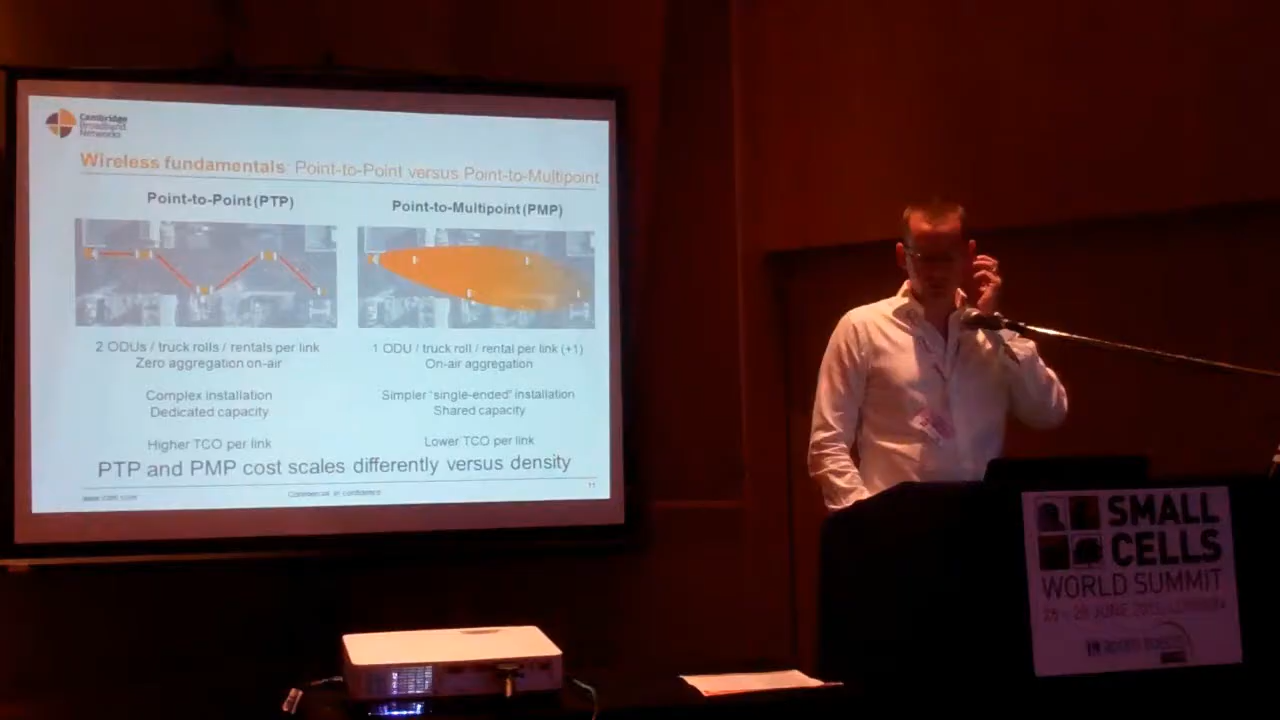 Cambridge
Broadband
Networks
Wireless fundamentals: Point-to-Point versus Point-to-Multipoint
Point-to-Point (PTP)
2 ODUs / truck rolls / rentals per link
Zero aggregation on-air
Complex installation
Dedicated capacity
Higher TCO per link
Point-to-Multipoint (PMP)
1 ODU / truck roll / rental per link (+1)
On-air aggregation
Simpler "single-ended" installation
Shared capacity
Lower TCO per link
PTP and PMP cost scales differently versus density
Commercial in confidence
11
SMALL
CELLS
WORLD SUMMIT
JUNE